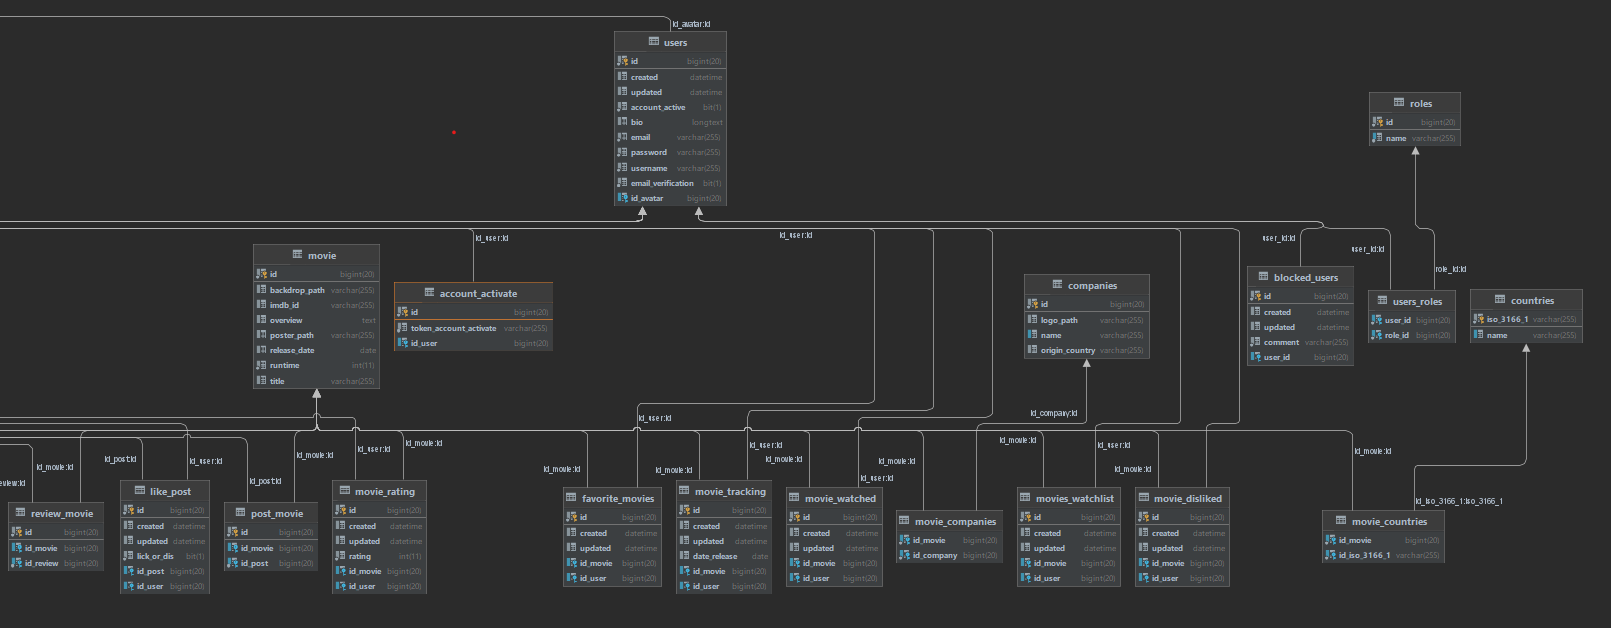 id_avatar:id
users
id bigint(20)
created datetime
updated datetime
account_active bit(1)
bio longtext
email varchar(255)
password varchar(255)
username varchar(255)
email_verification bit(1)
id_avatar bigint(20)
roles
id bigint(20)
name varchar(255)
id_user:id
id_user:id
user_id:id
user_id:id
role_id:id
movie
id bigint(20)
backdrop_path varchar(255)
imdb_id varchar(255)
overview text
poster_path varchar(255)
release_date date
runtime int(11)
title varchar(255)
account_activate
id bigint(20)
token_account_activate varchar(255)
id_user bigint(20)
companies
id bigint(20)
logo_path varchar(255)
name varchar(255)
origin_country varchar(255)
blocked_users
id bigint(20)
created datetime
updated datetime
comment varchar(255)
user_id bigint(20)
users_roles
user_id bigint(20)
role_id bigint(20)
countries
iso_3166_1 varchar(255)
name varchar(255)
id_user:id
id_company:id
id_movie:id
id_post:id
id_user:id
id_movie:id
id_user:id
id_movie:id
id_post:id
id_movie:id
id_movie:id
id_user:id
id_movie:id
id_user:id
id_movie:id
id_movie:id
id_user:id
id_movie:id
id_movie:id
id_iso_3166_1:iso_3166_1
review_movie
id bigint(20)
id_movie bigint(20)
id_review bigint(20)
like_post
id bigint(20)
created datetime
updated datetime
lick_or_dis bit(1)
id_post bigint(20)
id_user bigint(20)
post_movie
id bigint(20)
id_movie bigint(20)
id_post bigint(20)
movie_rating
id bigint(20)
created datetime
updated datetime
rating int(11)
id_movie bigint(20)
id_user bigint(20)
favorite_movies
id bigint(20)
created datetime
updated datetime
id_movie bigint(20)
id_user bigint(20)
movie_tracking
id bigint(20)
created datetime
updated datetime
date_release date
id_movie bigint(20)
id_user bigint(20)
movie_watched
id bigint(20)
created datetime
updated datetime
id_movie bigint(20)
id_user bigint(20)
movie_companies
id_movie bigint(20)
id_company bigint(20)
movies_watchlist
id bigint(20)
created datetime
updated datetime
id_movie bigint(20)
id_user bigint(20)
movie_disliked
id bigint(20)
created datetime
updated datetime
id_movie bigint(20)
id_user bigint(20)
movie_countries
id_movie bigint(20)
id_iso_3166_1 varchar(255)